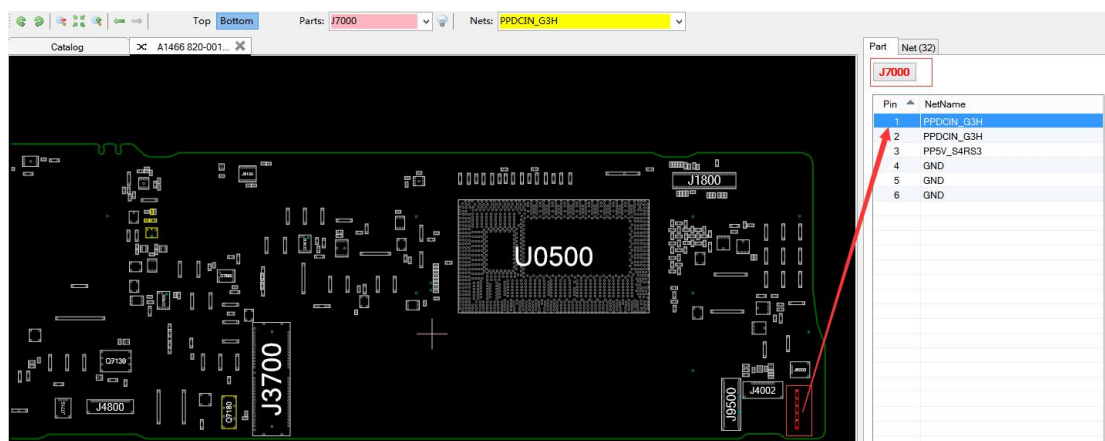 Top Bottom Parts: J7000 Nets: PPDCIN_G3H
Catalog A1466 820-001... Part Net (32)
J7000
Pin NetName
1 PPDCIN_G3H
2 PPDCIN_G3H
3 PP5V_S4RS3
4 GND
5 GND
6 GND
J1800
U0500
Q7130
J3700
J4800
Q7180
J9500
J4002